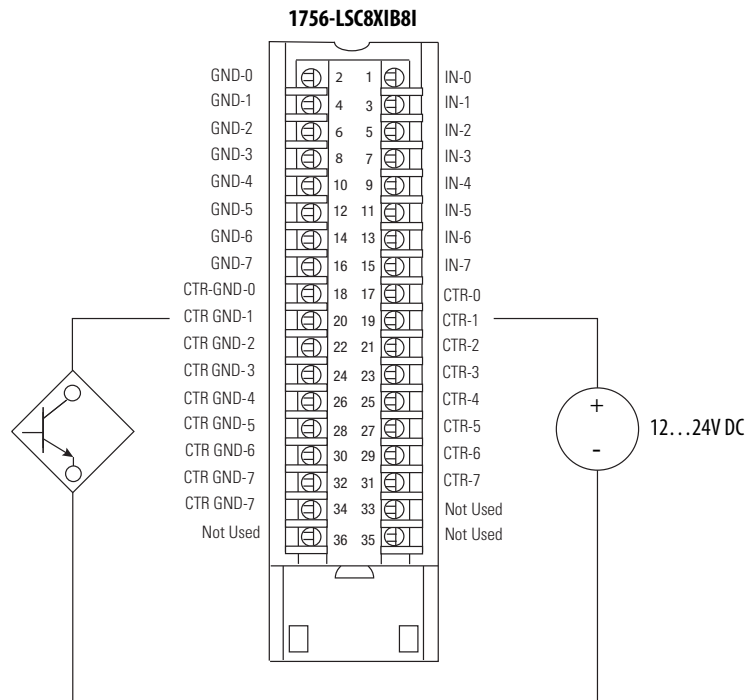 1756-LSC8XIB8I
GND-0 2 1 IN-0
GND-1 4 3 IN-1
GND-2 6 5 IN-2
GND-3 8 7 IN-3
GND-4 10 9 IN-4
GND-5 12 11 IN-5
GND-6 14 13 IN-6
GND-7 16 15 IN-7
CTR-GND-0 18 17 CTR-0
CTR GND-1 20 19 CTR-1
CTR GND-2 22 21 CTR-2
CTR GND-3 24 23 CTR-3
CTR GND-4 26 25 CTR-4
CTR GND-5 28 27 CTR-5
CTR GND-6 30 29 CTR-6
CTR GND-7 32 31 CTR-7
CTR GND-7 34 33 Not Used
Not Used 36 35 Not Used
+
-
12...24V DC